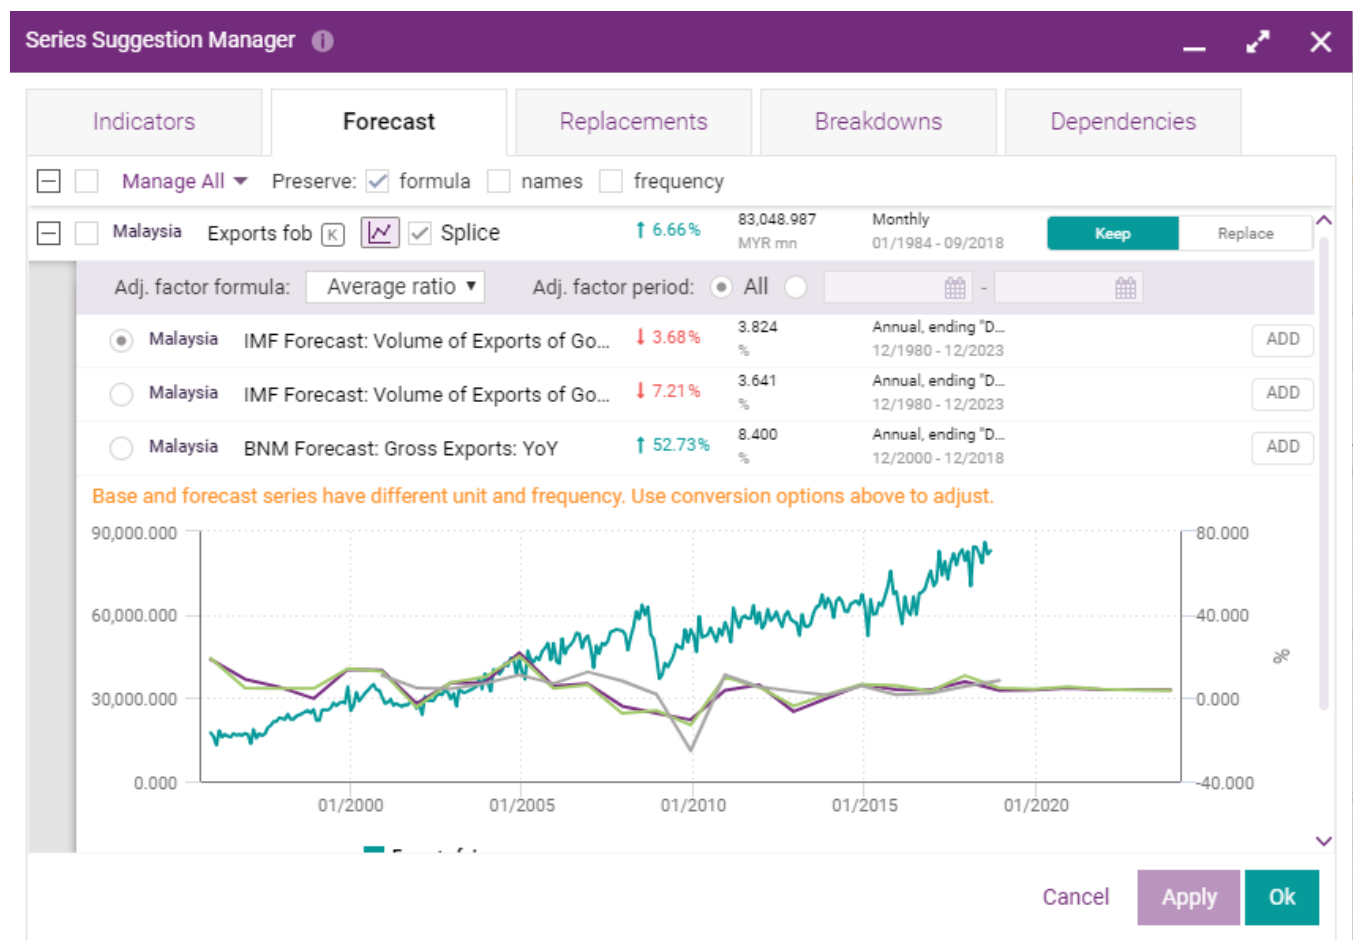 Series Suggestion Manager i
Indicators Forecast Replacements Breakdowns Dependencies
Manage All Preserve: formula names frequency
Malaysia Exports fob K Splice 6.66% 83,048.987 MYR mn Monthly 01/1984 - 09/2018 Keep Replace
Adj. factor formula: Average ratio Adj. factor period: All -
Malaysia IMF Forecast: Volume of Exports of Go... 3.68% 3.824 % Annual, ending "D... 12/1980 - 12/2023 ADD
Malaysia IMF Forecast: Volume of Exports of Go... 7.21% 3.641 % Annual, ending "D... 12/1980 - 12/2023 ADD
Malaysia BNM Forecast: Gross Exports: YoY 52.73% 8.400 % Annual, ending "D... 12/2000 - 12/2018 ADD
Base and forecast series have different unit and frequency. Use conversion options above to adjust.
90,000.000 80.000
60,000.000 40.000
%
30,000.000 0.000
0.000 -40.000
01/2000 01/2005 01/2010 01/2015 01/2020
Cancel Apply Ok